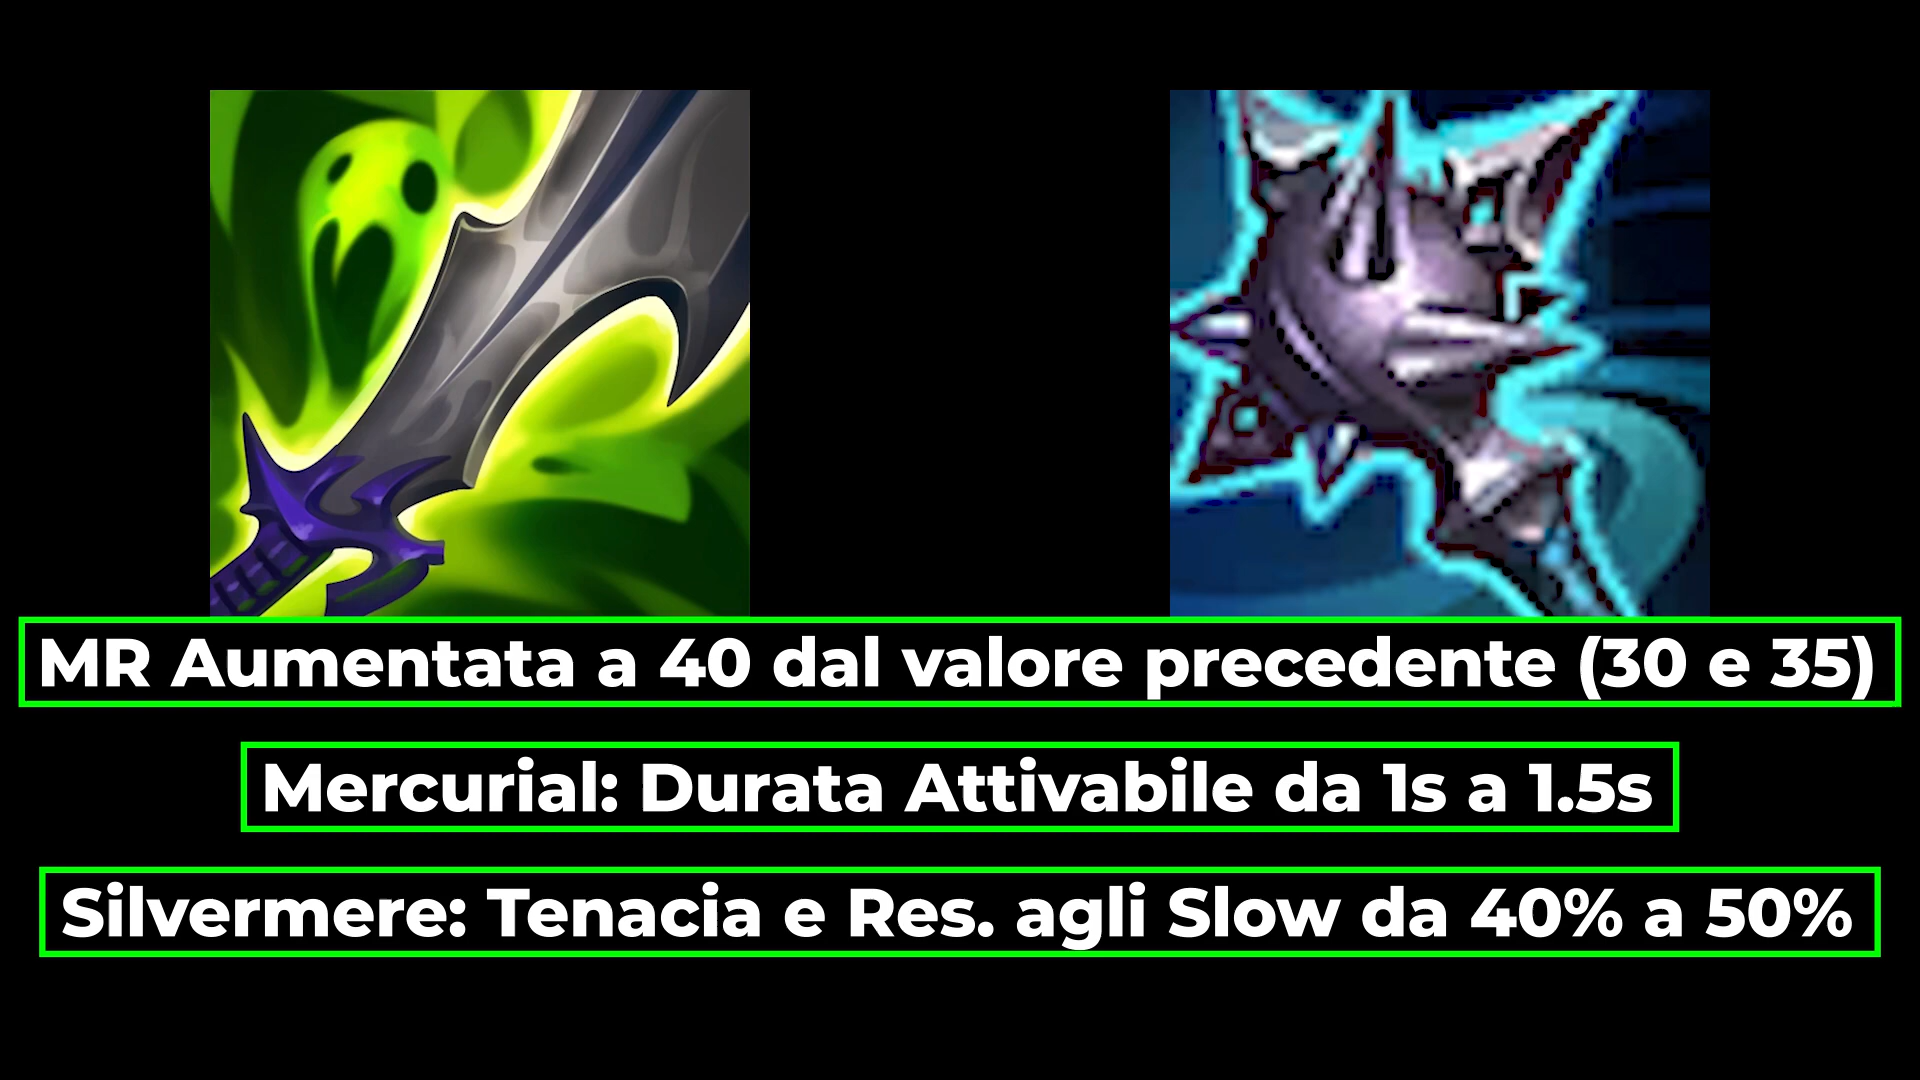 MR Aumentata a 40 dal valore precedente (30 e 35)
Mercurial: Durata Attivabile da 1s a 1.5s
Silvermere: Tenacia e Res. agli Slow da 40% a 50%